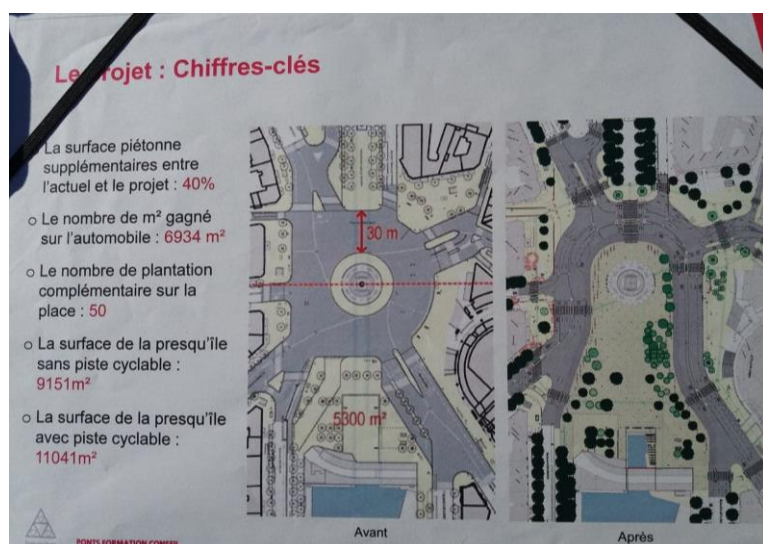 Le projet : Chiffres-clés
La surface piétonne
supplémentaires entre
l'actuel et le projet : 40%
o Le nombre de m² gagné
sur l'automobile : 6934 m²
o Le nombre de plantation
complémentaire sur la
place : 50
o La surface de la presqu'île
sans piste cyclable :
9151m²
o La surface de la presqu'île
avec piste cyclable :
11041m²
30 m
5300 m²
Avant
Après
PONTS FORMATION CONSEIL